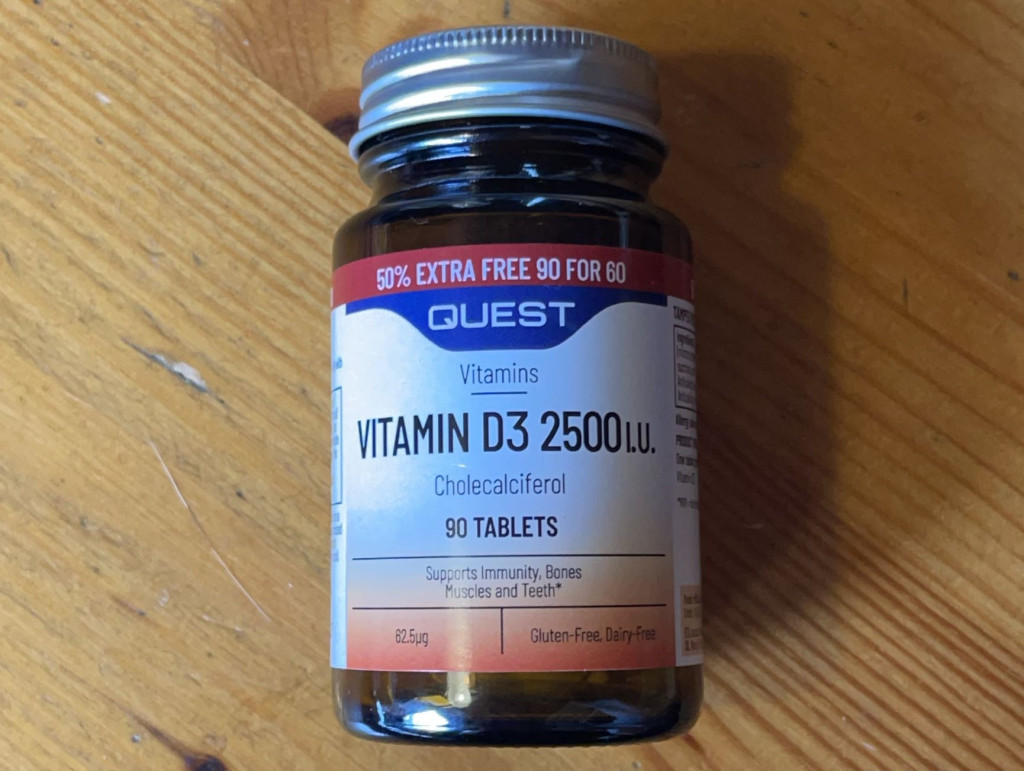 50% EXTRA FREE 90 FOR 60
QUEST
Vitamins
VITAMIN D3 2500 I.U.
Cholecalciferol
90 TABLETS
Supports Immunity, Bones
Muscles and Teeth*
62.5µg
Gluten-Free, Dairy-Free